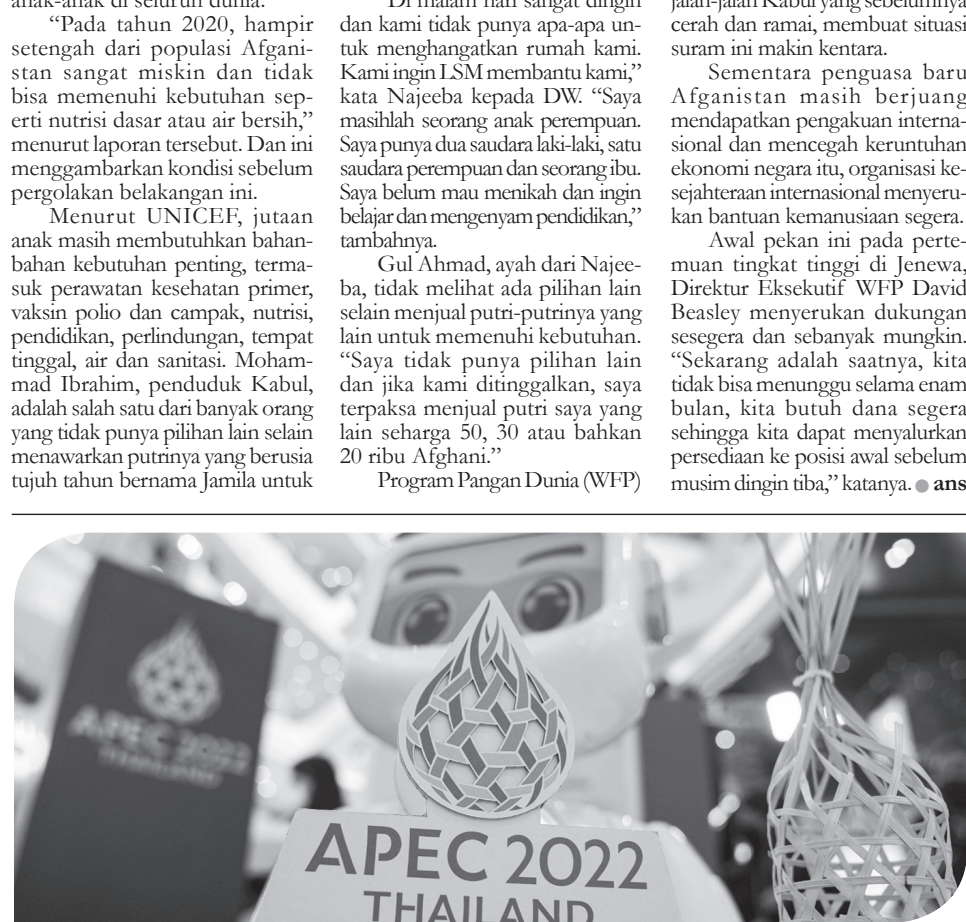 anak-anak di seluruh dunia.
“Pada tahun 2020, hampir
setengah dari populasi Afgani-
stan sangat miskin dan tidak
bisa memenuhi kebutuhan sep-
erti nutrisi dasar atau air bersih,”
menurut laporan tersebut. Dan ini
menggambarkan kondisi sebelum
pergolakan belakangan ini.
Menurut UNICEF, jutaan
anak masih membutuhkan bahan-
bahan kebutuhan penting, terma-
suk perawatan kesehatan primer,
vaksin polio dan campak, nutrisi,
pendidikan, perlindungan, tempat
tinggal, air dan sanitasi. Moham-
mad Ibrahim, penduduk Kabul,
adalah salah satu dari banyak orang
yang tidak punya pilihan lain selain
menawarkan putrinya yang berusia
tujuh tahun bernama Jamila untuk
“Di malam hari sangat dingin
dan kami tidak punya apa-apa un-
tuk menghangatkan rumah kami.
Kami ingin LSM membantu kami,”
kata Najeeba kepada DW. “Saya
masihlah seorang anak perempuan.
Saya punya dua saudara laki-laki, satu
saudara perempuan dan seorang ibu.
Saya belum mau menikah dan ingin
belajar dan mengenyam pendidikan,”
tambahnya.
Gul Ahmad, ayah dari Najee-
ba, tidak melihat ada pilihan lain
selain menjual putri-putrinya yang
lain untuk memenuhi kebutuhan.
“Saya tidak punya pilihan lain
dan jika kami ditinggalkan, saya
terpaksa menjual putri saya yang
lain seharga 50, 30 atau bahkan
20 ribu Afghani.”
Program Pangan Dunia (WFP)
jalan-jalan Kabul yang sebelumnya
cerah dan ramai, membuat situasi
suram ini makin kentara.
Sementara penguasa baru
Afganistan masih berjuang
mendapatkan pengakuan interna-
sional dan mencegah keruntuhan
ekonomi negara itu, organisasi ke-
sejahteraan internasional menyeru-
kan bantuan kemanusiaan segera.
Awal pekan ini pada perte-
muan tingkat tinggi di Jenewa,
Direktur Eksekutif WFP David
Beasley menyerukan dukungan
sesegera dan sebanyak mungkin.
“Sekarang adalah saatnya, kita
tidak bisa menunggu selama enam
bulan, kita butuh dana segera
sehingga kita dapat menyalurkan
persediaan ke posisi awal sebelum
musim dingin tiba,” katanya. ● ans
APEC 2022
THAILAND
APEC 2022
THAILAND